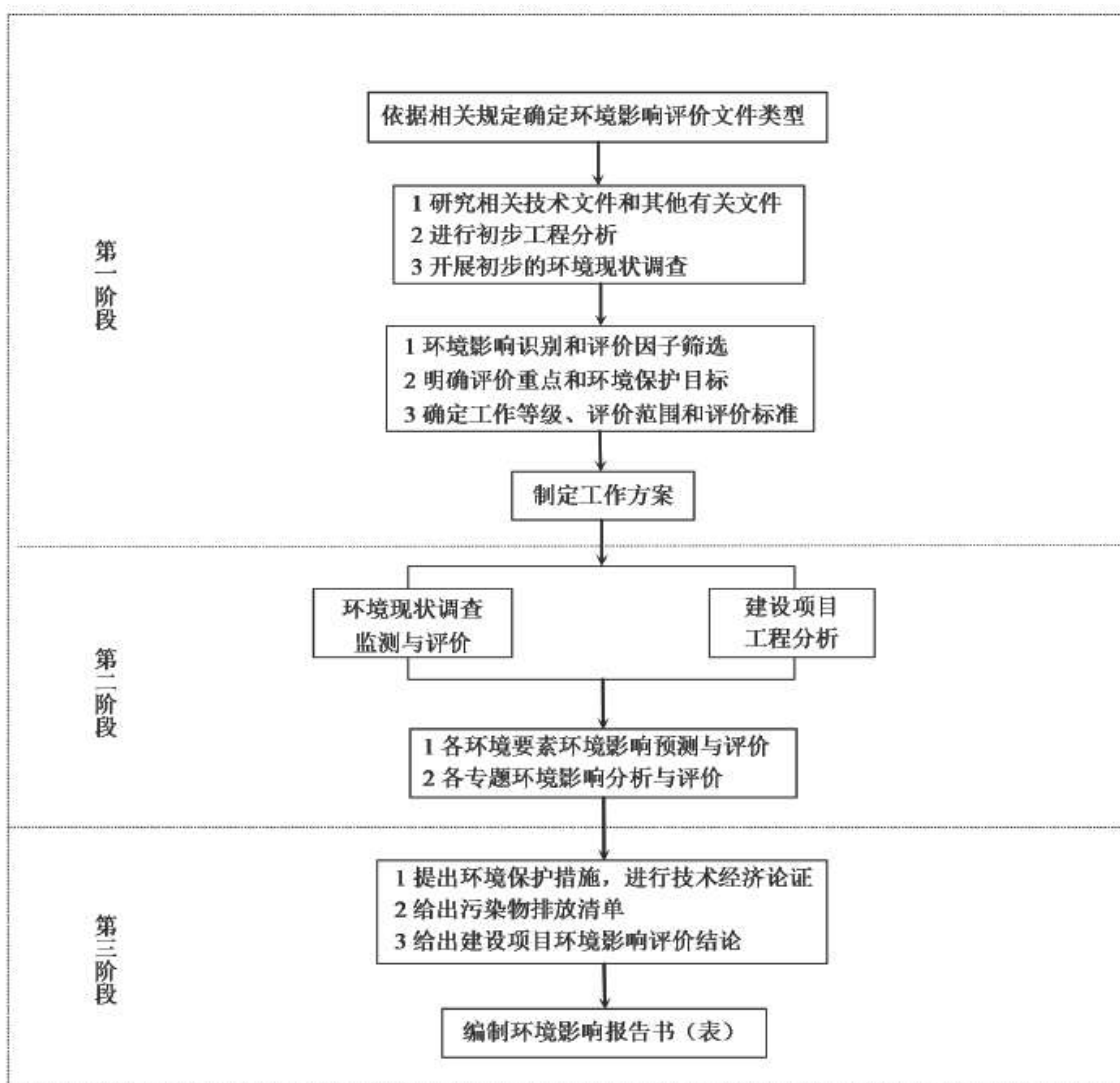 第一阶段
依据相关规定确定环境影响评价文件类型
1 研究相关技术文件和其他有关文件
2 进行初步工程分析
3 开展初步的环境现状调查
1 环境影响识别和评价因子筛选
2 明确评价重点和环境保护目标
3 确定工作等级、评价范围和评价标准
制定工作方案
第二阶段
环境现状调查
监测与评价
建设项目
工程分析
1 各环境要素环境影响预测与评价
2 各专题环境影响分析与评价
第三阶段
1 提出环境保护措施，进行技术经济论证
2 给出污染物排放清单
3 给出建设项目环境影响评价结论
编制环境影响报告书（表）